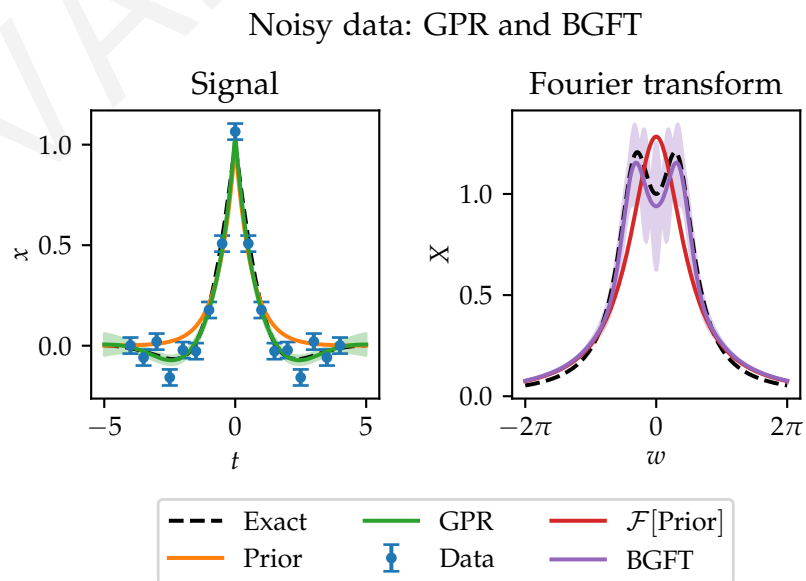 Noisy data: GPR and BGFT
Signal
Fourier transform
1.0
0.5
0.0
x
−5
0
5
t
1.0
0.5
0.0
X
−2π
0
2π
w
Exact
GPR
ℱ[Prior]
Prior
Data
BGFT